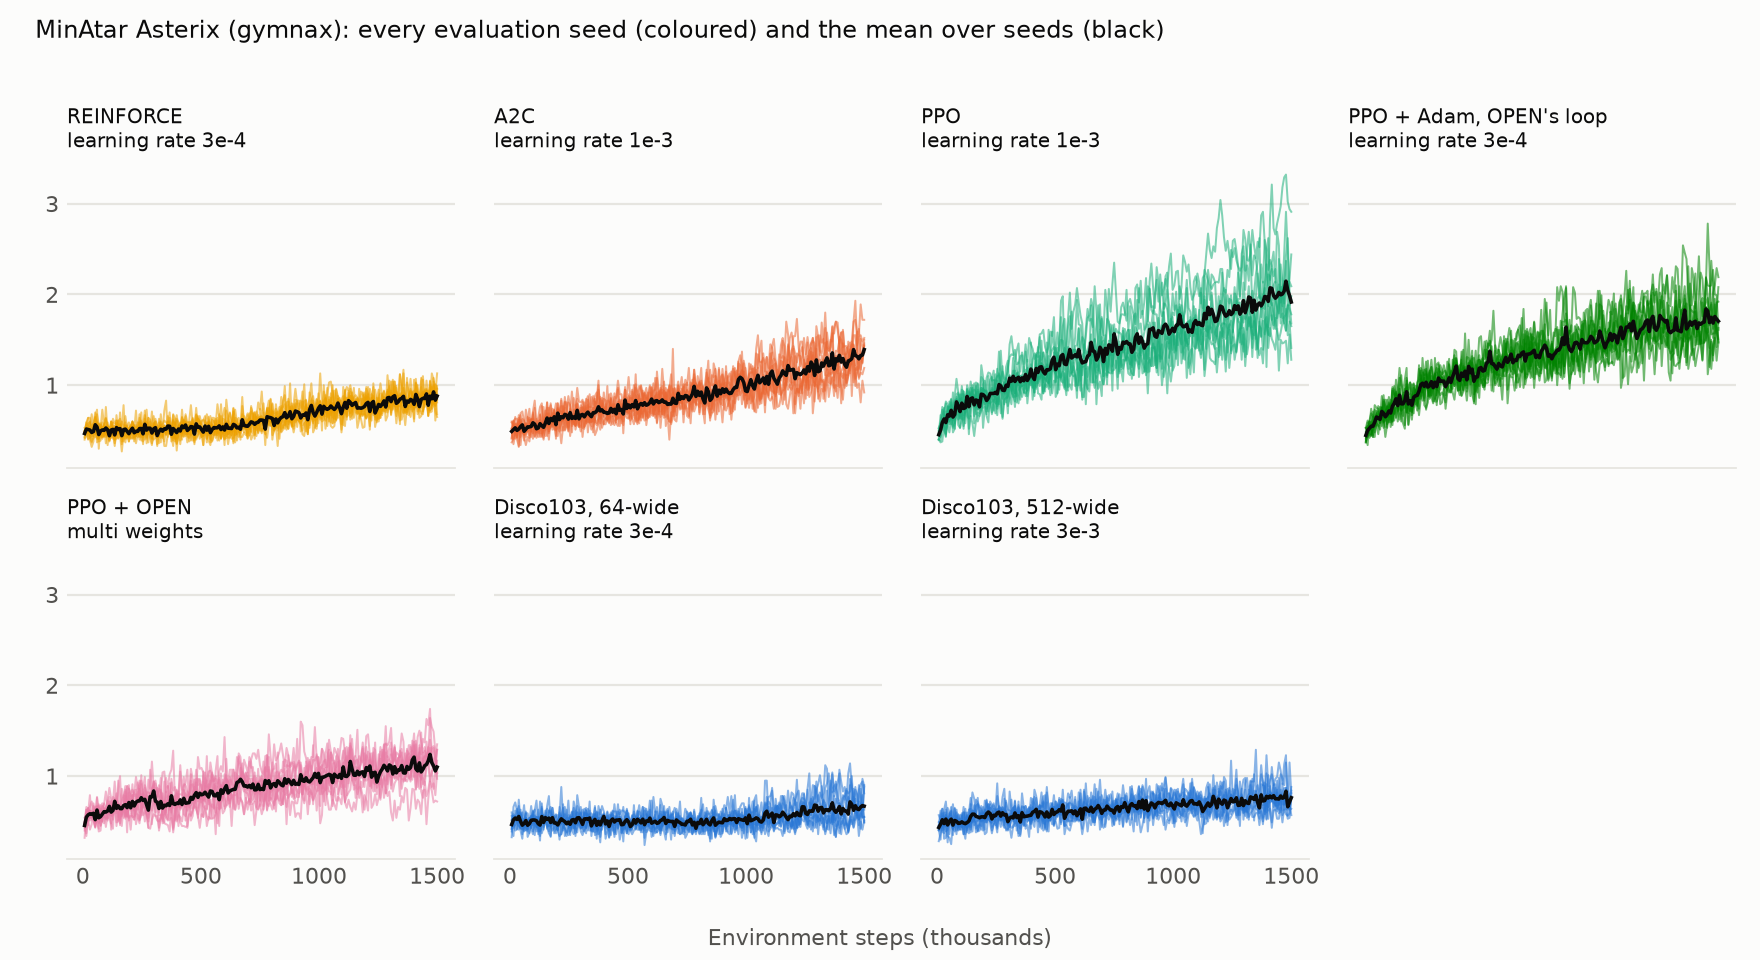 MinAtar Asterix (gymnax): every evaluation seed (coloured) and the mean over seeds (black)
REINFORCE
learning rate 3e-4
A2C
learning rate 1e-3
PPO
learning rate 1e-3
PPO + Adam, OPEN's loop
learning rate 3e-4
3
2
1
PPO + OPEN
multi weights
Disco103, 64-wide
learning rate 3e-4
Disco103, 512-wide
learning rate 3e-3
3
2
1
0 500 1000 1500
0 500 1000 1500
0 500 1000 1500
Environment steps (thousands)